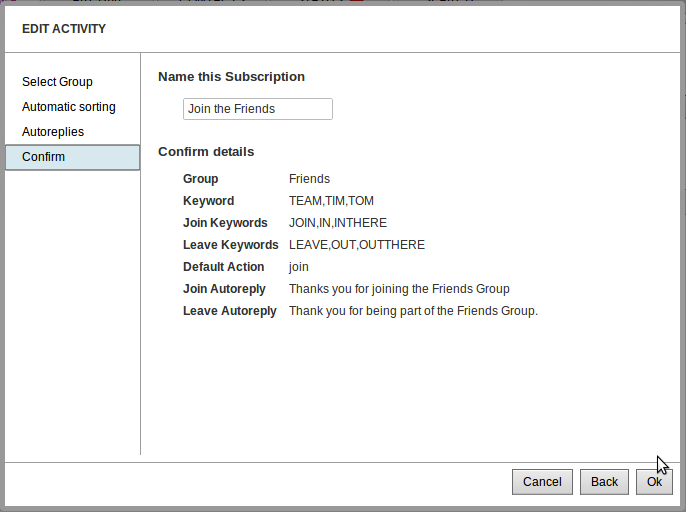 EDIT ACTIVITY
Select Group
Automatic sorting
Autoreplies
Confirm
Name this Subscription
Join the Friends
Confirm details
Group Friends
Keyword TEAM,TIM,TOM
Join Keywords JOIN,IN,INTHERE
Leave Keywords LEAVE,OUT,OUTTHERE
Default Action join
Join Autoreply Thanks you for joining the Friends Group
Leave Autoreply Thank you for being part of the Friends Group.
Cancel Back Ok